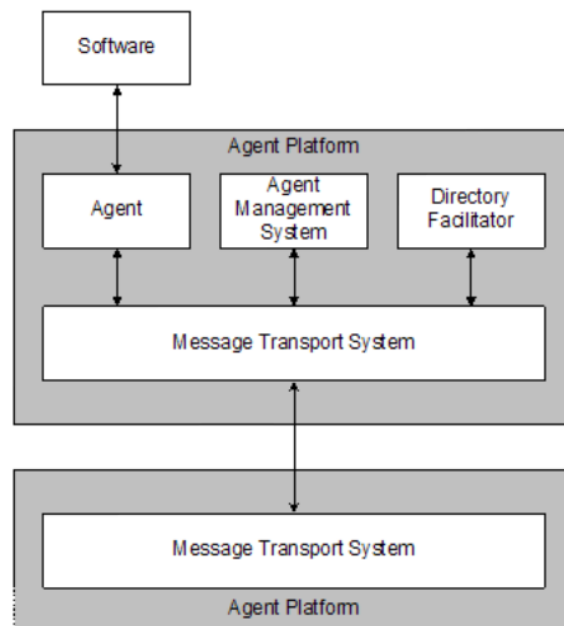 Software
Agent Platform
Agent
Agent
Management
System
Directory
Facilitator
Message Transport System
Message Transport System
Agent Platform